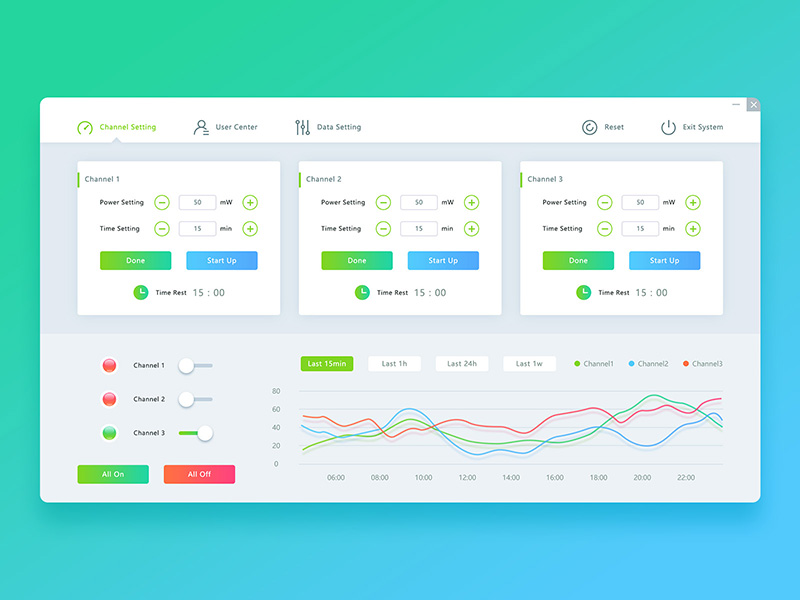 Channel Setting User Center Data Setting Reset Exit System
Channel 1
Power Setting 50 mW
Time Setting 15 min
Done Start Up
Time Rest 15 : 00
Channel 2
Power Setting 50 mW
Time Setting 15 min
Done Start Up
Time Rest 15 : 00
Channel 3
Power Setting 50 mW
Time Setting 15 min
Done Start Up
Time Rest 15 : 00
Channel 1
Channel 2
Channel 3
All On All Off
Last 15min Last 1h Last 24h Last 1w Channel1 Channel2 Channel3
80
60
40
20
0
06:00 08:00 10:00 12:00 14:00 16:00 18:00 20:00 22:00